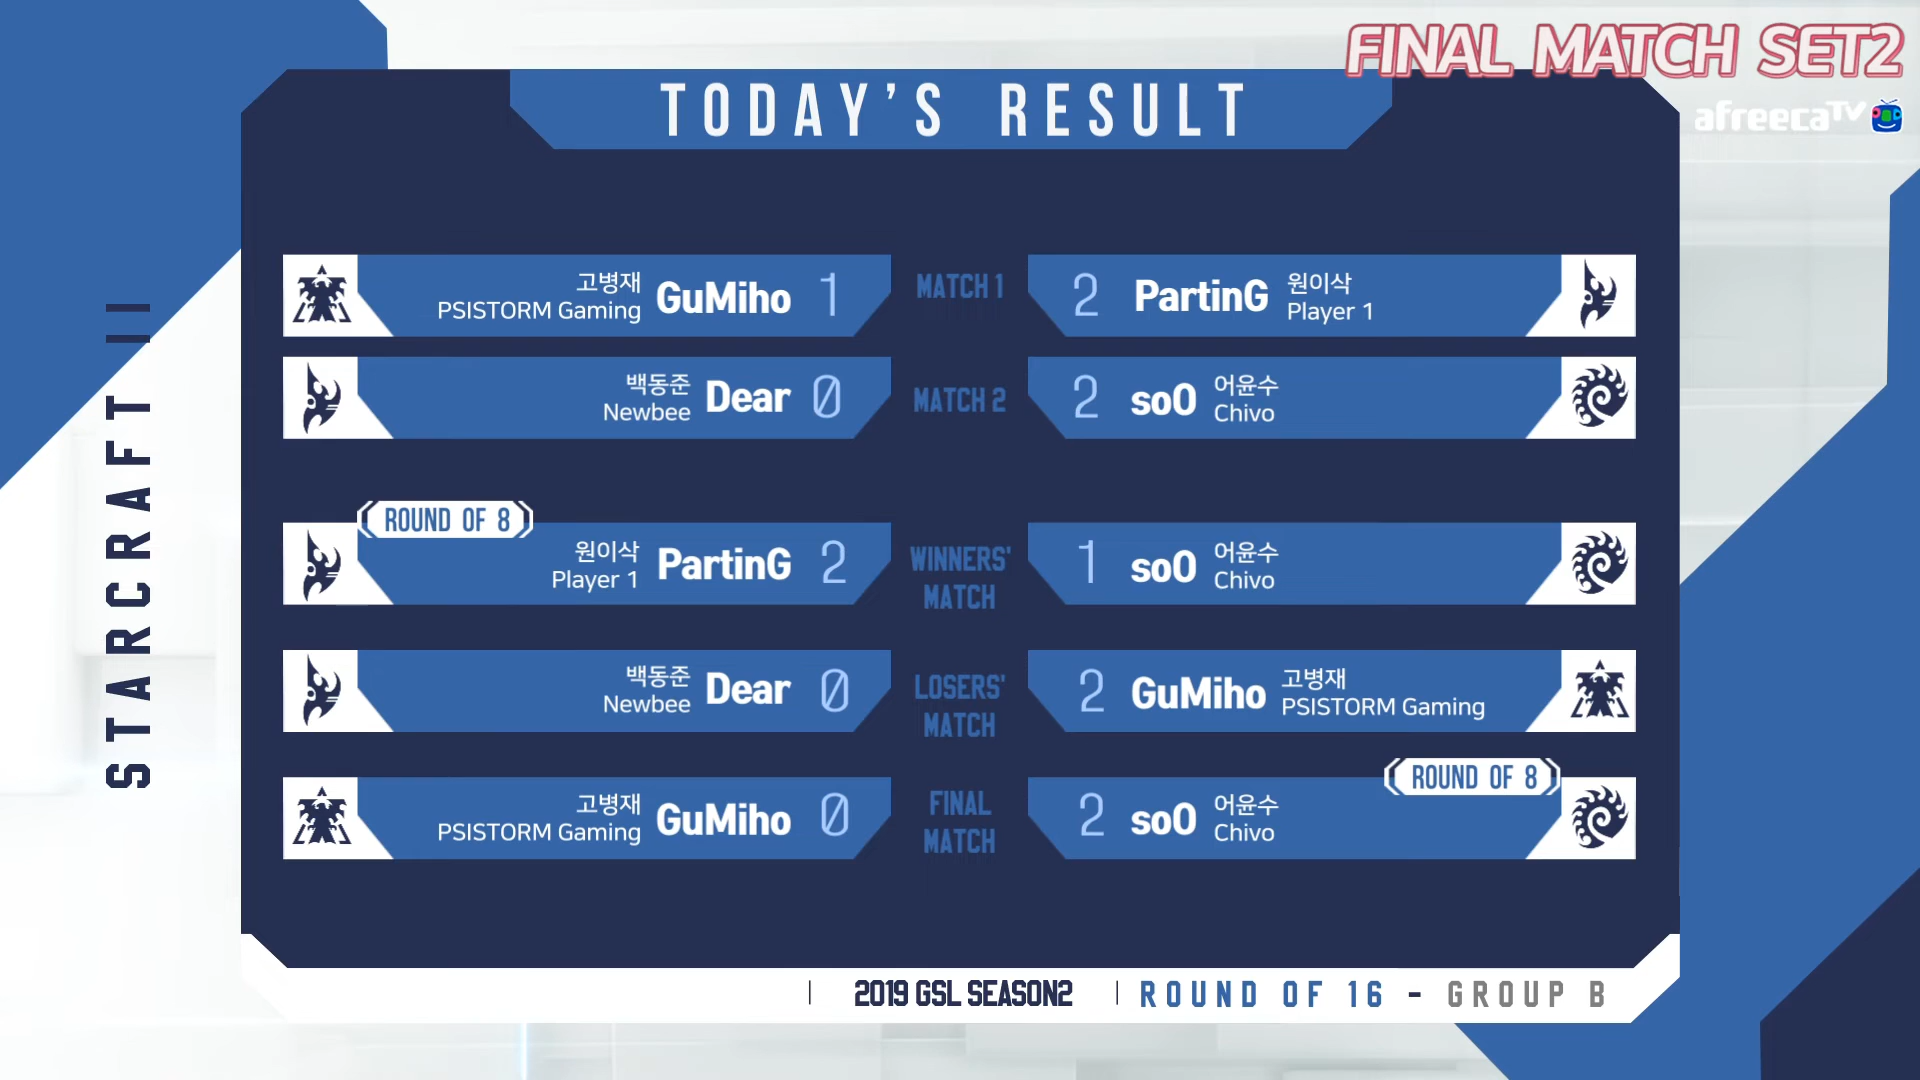 FINAL MATCH SET2
afreecaTV
TODAY'S RESULT
STARCRAFT II
고병재
PSISTORM Gaming
GuMiho
1
MATCH 1
2
PartinG
원이삭
Player 1
백동준
Newbee
Dear
0
MATCH 2
2
soO
어윤수
Chivo
ROUND OF 8
원이삭
Player 1
PartinG
2
WINNERS'
MATCH
1
soO
어윤수
Chivo
백동준
Newbee
Dear
0
LOSERS'
MATCH
2
GuMiho
고병재
PSISTORM Gaming
고병재
PSISTORM Gaming
GuMiho
0
FINAL
MATCH
ROUND OF 8
2
soO
어윤수
Chivo
2019 GSL SEASON2
ROUND OF 16 - GROUP B